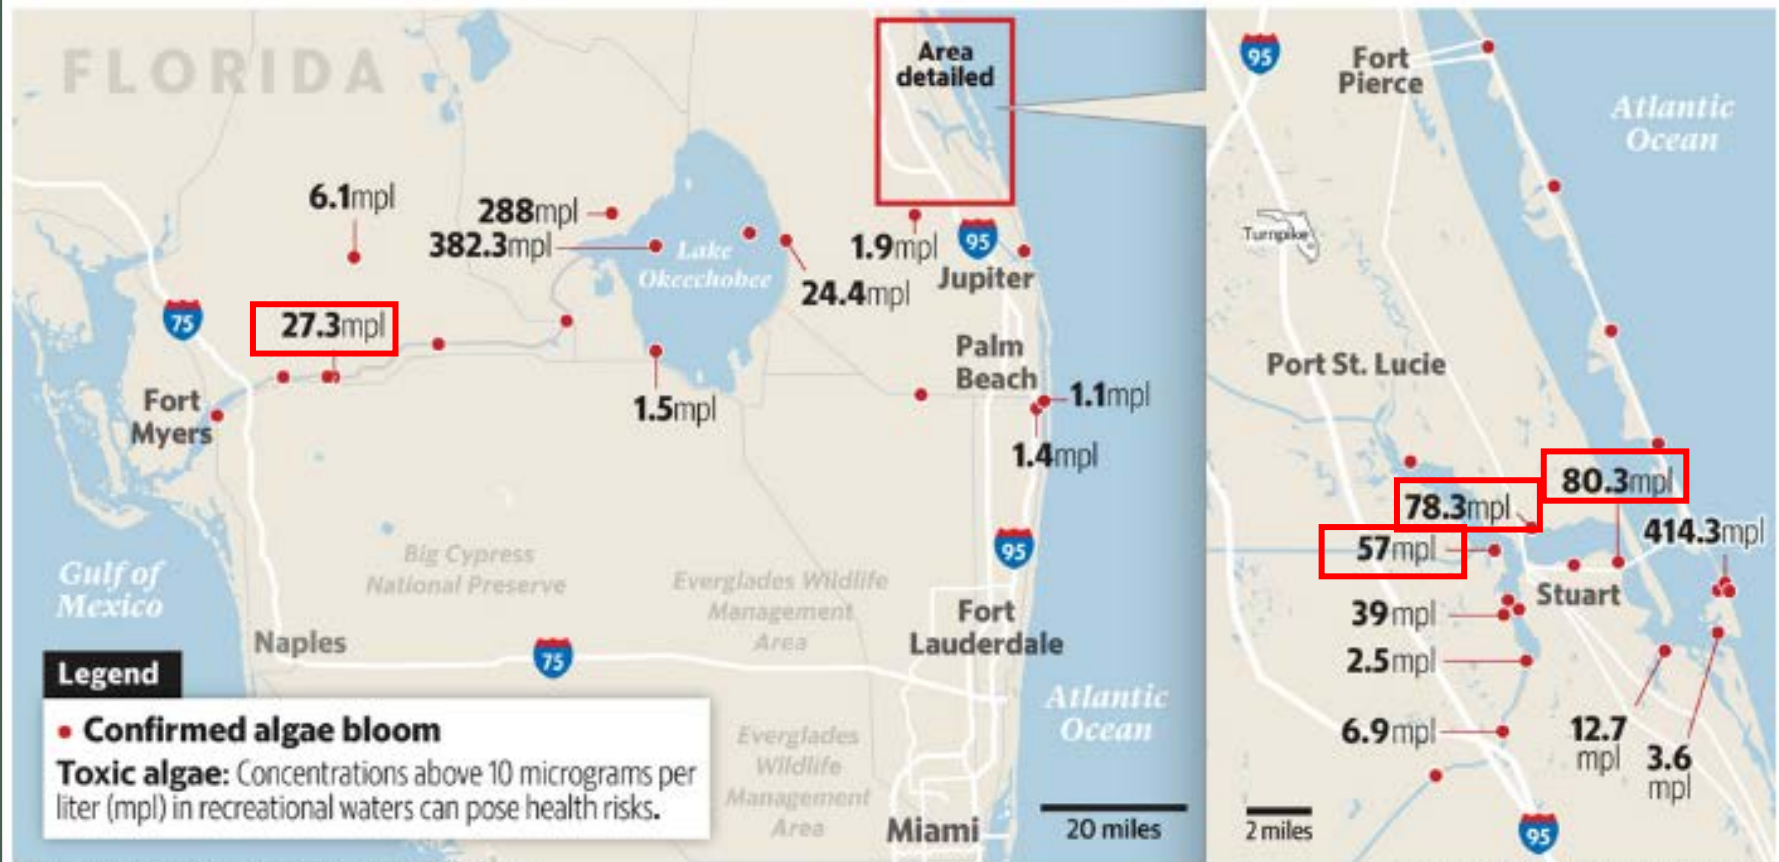 FLORIDA
Area
detailed
6.1mpl
288mpl
382.3mpl
Lake
Okeechobee
1.9mpl
95
Jupiter
24.4mpl
75
27.3mpl
Palm
Beach
Fort
Myers
1.5mpl
1.1mpl
1.4mpl
95
Big Cypress
National Preserve
Gulf of
Mexico
Everglades Wildlife
Management
Area
Fort
Lauderdale
Naples
75
Atlantic
Ocean
Everglades
Wildlife
Management
Area
Miami
20 miles
Legend
Confirmed algae bloom
Toxic algae: Concentrations above 10 micrograms per
liter (mpl) in recreational waters can pose health risks.
95
Fort
Pierce
Atlantic
Ocean
Turnpike
Port St. Lucie
80.3mpl
78.3mpl
414.3mpl
57mpl
Stuart
39mpl
2.5mpl
6.9mpl
12.7
mpl
3.6
mpl
2 miles
95